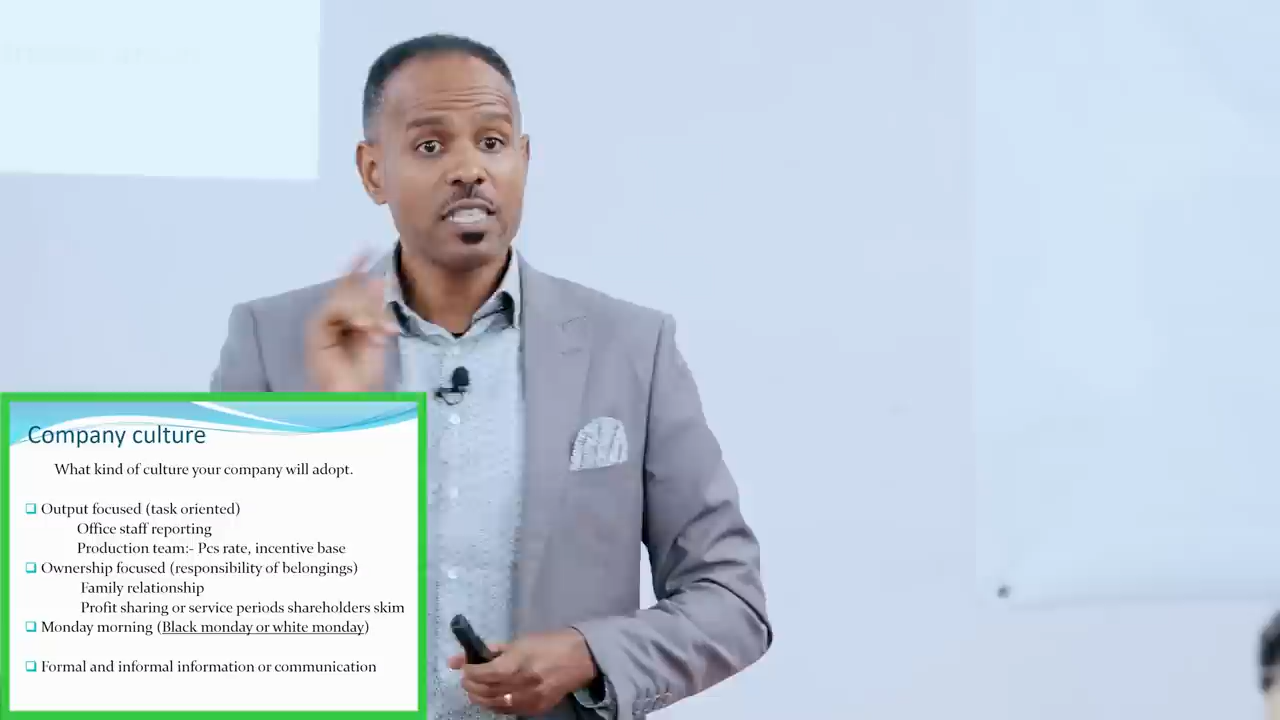 Company culture
What kind of culture your company will adopt.
❑ Output focused (task oriented)
Office staff reporting
Production team:- Pcs rate, incentive base
❑ Ownership focused (responsibility of belongings)
Family relationship
Profit sharing or service periods shareholders skim
❑ Monday morning (Black monday or white monday)
❑ Formal and informal information or communication